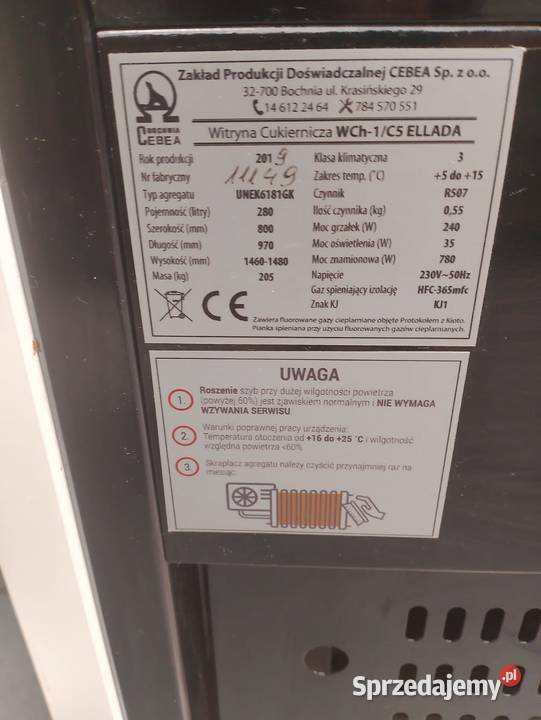 Zakład Produkcji Doświadczalnej CEBEA Sp. z o.o.
32-700 Bochnia ul. Krasińskiego 29
14 612 24 64 784 570 551
BOCHNIA
CEBEA
Witryna Cukiernicza WCh-1/C5 ELLADA
Rok produkcji 2019 Klasa klimatyczna 3
Nr fabryczny 11149 Zakres temp. (°C) +5 do +15
Typ agregatu UNEK6181GK Czynnik R507
Pojemność (litry) 280 Ilość czynnika (kg) 0,55
Szerokość (mm) 800 Moc grzałek (W) 240
Długość (mm) 970 Moc oświetlenia (W) 35
Wysokość (mm) 1460-1480 Moc znamionowa (W) 780
Masa (kg) 205 Napięcie 230V~50Hz
Gaz spieniający izolację HFC-365mfc
Znak KJ KJ1
CE
Zawiera fluorowane gazy cieplarniane objęte Protokołem z Kioto.
Pianka spieniana przy użyciu fluorowanych gazów cieplarnianych.
UWAGA
1. Roszenie szyb przy dużej wilgotności powietrza
(powyżej 60%) jest zjawiskiem normalnym i NIE WYMAGA
WZYWANIA SERWISU.
2. Warunki poprawnej pracy urządzenia:
Temperatura otoczenia od +16 do +25 °C i wilgotność
względna powietrza <60%
3. Skraplacz agregatu należy czyścić przynajmniej raz na
miesiąc.
Sprzedajemy.pl